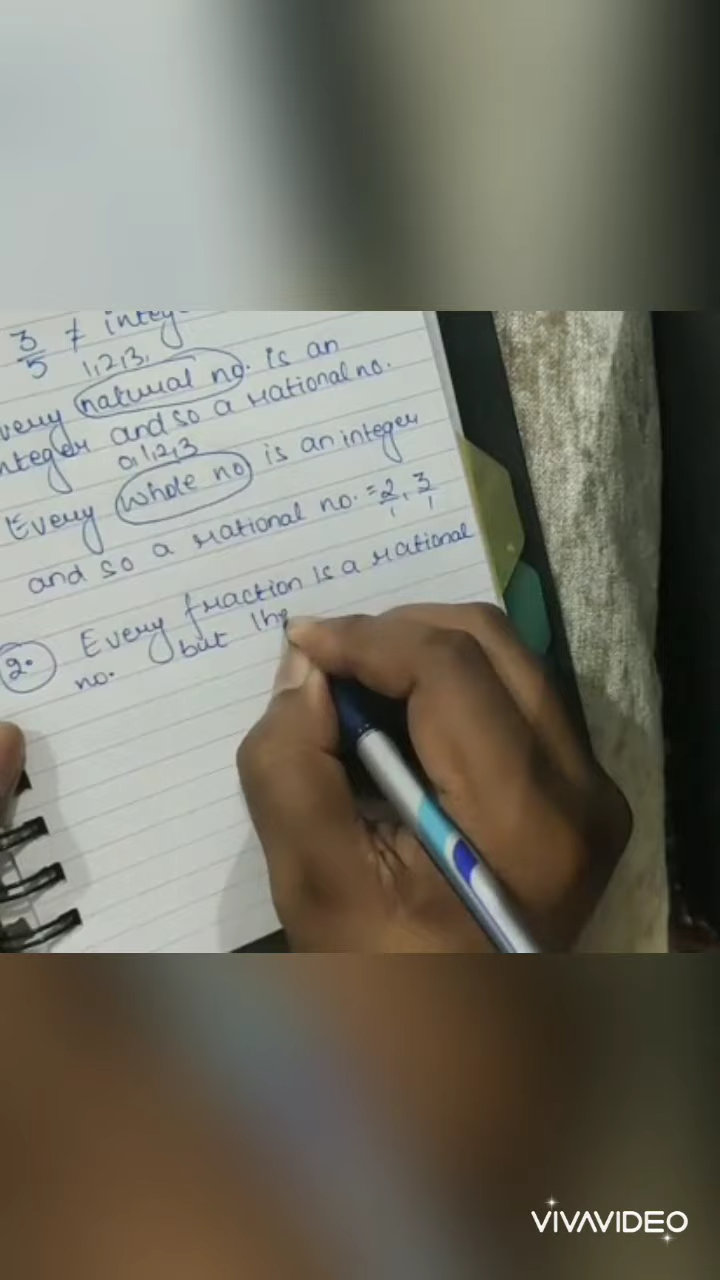 3/5 ≠ integ
1,2,3,
very natural no. is an
nteger and so a rational no.
0,1,2,3
Every whole no is an integer
and so a rational no. = 2/1, 3/1
2. Every fraction is a rational
no. but the
VIVAVIDEO